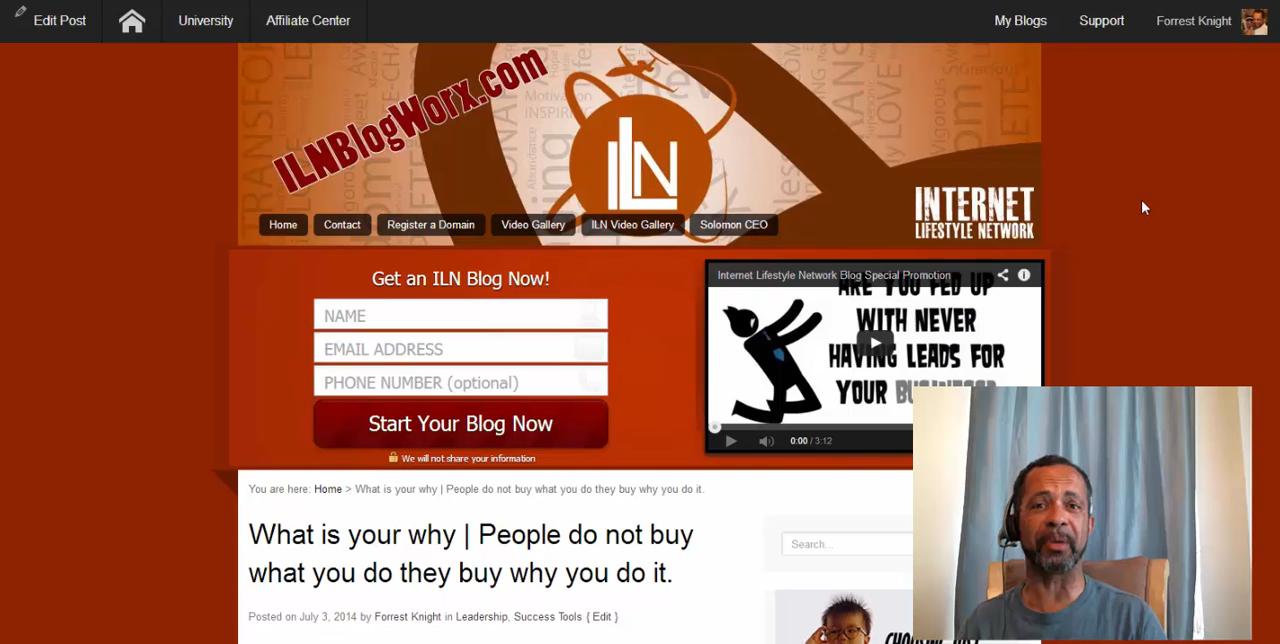 Edit Post
University
Affiliate Center
My Blogs
Support
Forrest Knight
ILNBlogWorx.com
ILN
INTERNET
LIFESTYLE NETWORK
Home
Contact
Register a Domain
Video Gallery
ILN Video Gallery
Solomon CEO
Get an ILN Blog Now!
NAME
EMAIL ADDRESS
PHONE NUMBER (optional)
Start Your Blog Now
We will not share your information
Internet Lifestyle Network Blog Special Promotion
ARE YOU FED UP
WITH NEVER
HAVING LEADS FOR
YOUR BUSINESS?
0:00 / 3:12
You are here: Home > What is your why | People do not buy what you do they buy why you do it.
What is your why | People do not buy
what you do they buy why you do it.
Posted on July 3, 2014 by Forrest Knight in Leadership, Success Tools { Edit }
Search...